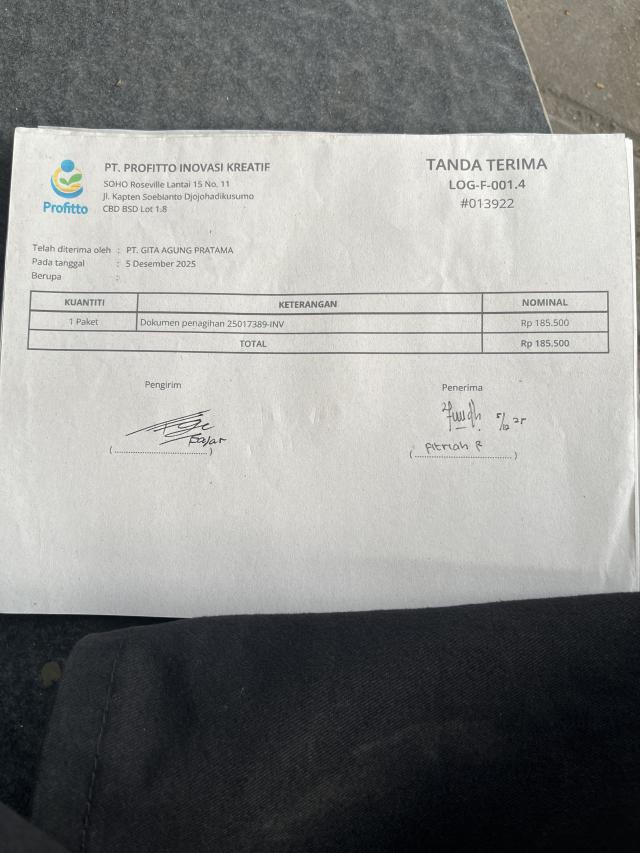 PT. PROFITTO INOVASI KREATIF
SOHO Roseville Lantai 15 No. 11
Jl. Kapten Soebianto Djojohadikusumo
CBD BSD Lot 1.8
Profitto
TANDA TERIMA
LOG-F-001.4
#013922
Telah diterima oleh : PT. GITA AGUNG PRATAMA
Pada tanggal : 5 Desember 2025
Berupa :
KUANTITI KETERANGAN NOMINAL
1 Paket Dokumen penagihan 25017389-INV Rp 185.500
TOTAL Rp 185.500
Pengirim Penerima
5/12 25
Fajar
Fitriah R
(........................) (........................)